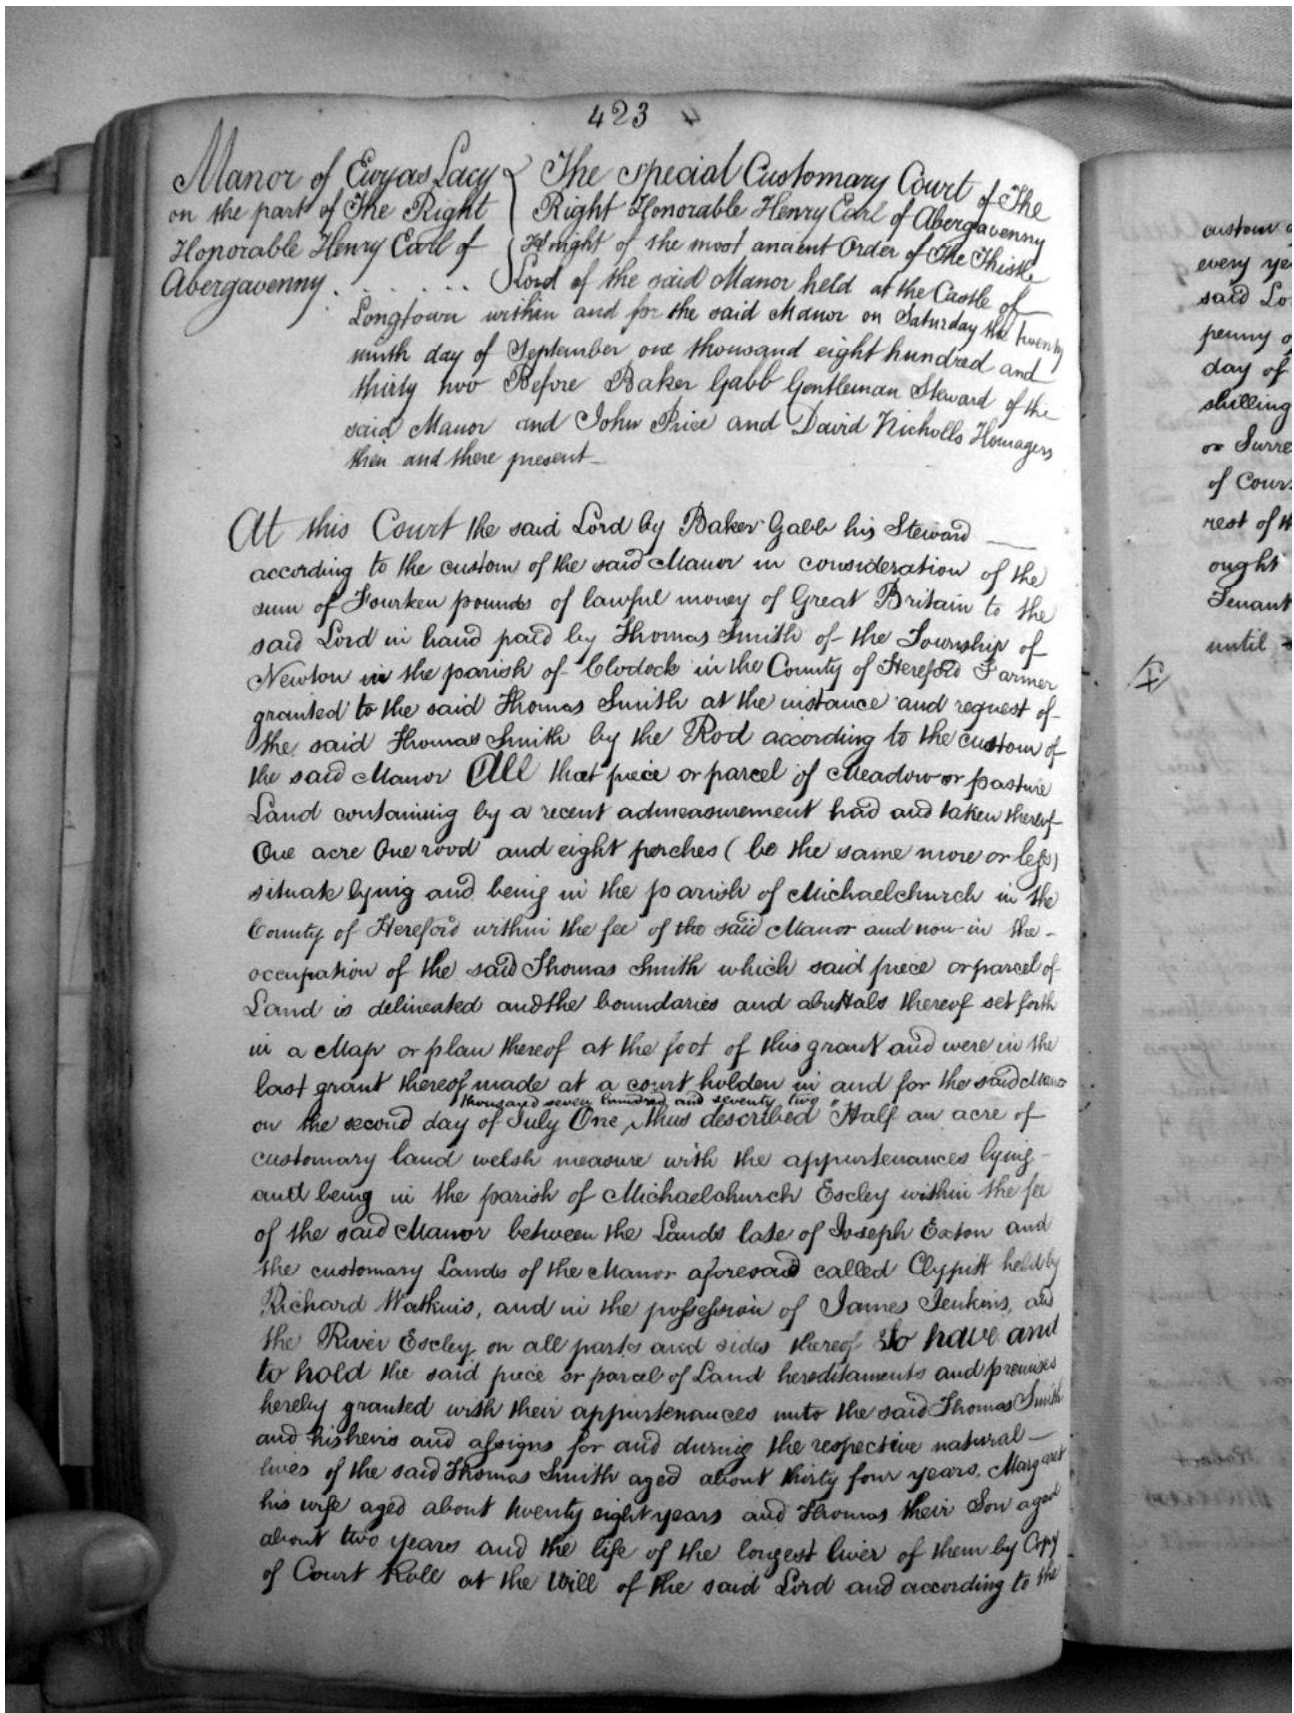 423
Manor of Ewyas Lacy
on the part of The Right
Honorable Henry Earl of
Abergavenny . . . . . . .
The special Customary Court of The
Right Honorable Henry Earl of Abergavenny
Knight of the most ancient Order of The Thistle
Lord of the said Manor held at the Castle of
Longtown within and for the said Manor on Saturday the twenty
ninth day of September one thousand eight hundred and
thirty two Before Baker Gabb Gentleman Steward of the
said Manor and John Price and David Nicholls Homagers
then and there present
At this Court the said Lord by Baker Gabb his Steward
according to the custom of the said Manor in consideration of the
sum of Fourteen pounds of lawful money of Great Britain to the
said Lord in hand paid by Thomas Smith of the Township of
Newton in the parish of Clodock in the County of Hereford Farmer
granted to the said Thomas Smith at the instance and request of
the said Thomas Smith by the Rod according to the custom of
the said Manor All that piece or parcel of Meadow or pasture
Land containing by a recent admeasurement had and taken thereof
One acre One rood and eight perches (be the same more or less)
situate lying and being in the parish of Michaelchurch in the
County of Hereford within the fee of the said Manor and now in the
occupation of the said Thomas Smith which said piece or parcel of
Land is delineated and the boundaries and abuttals thereof set forth
in a Map or plan thereof at the foot of this grant and were in the
last grant thereof made at a court holden in and for the said Manor
thousand seven hundred and seventy two
on the second day of July One thus described "Half an acre of
customary land welsh measure with the appurtenances lying
and being in the parish of Michaelchurch Escley within the fee
of the said Manor between the Lands late of Joseph Exton and
the customary Lands of the Manor aforesaid called Clypitt held by
Richard Watkins, and in the possession of James Jenkins, and
the River Escley on all parts and sides thereof To have and
to hold the said piece or parcel of Land hereditaments and premises
hereby granted with their appurtenances unto the said Thomas Smith
and his heirs and assigns for and during the respective natural
lives of the said Thomas Smith aged about thirty four years, Margaret
his wife aged about twenty eight years and Thomas their Son aged
about two years and the life of the longest liver of them by Copy
of Court Roll at the Will of the said Lord and according to the
custom
every
said
penny
day of
shilling
or
of
rest of
ought
Tenant
until